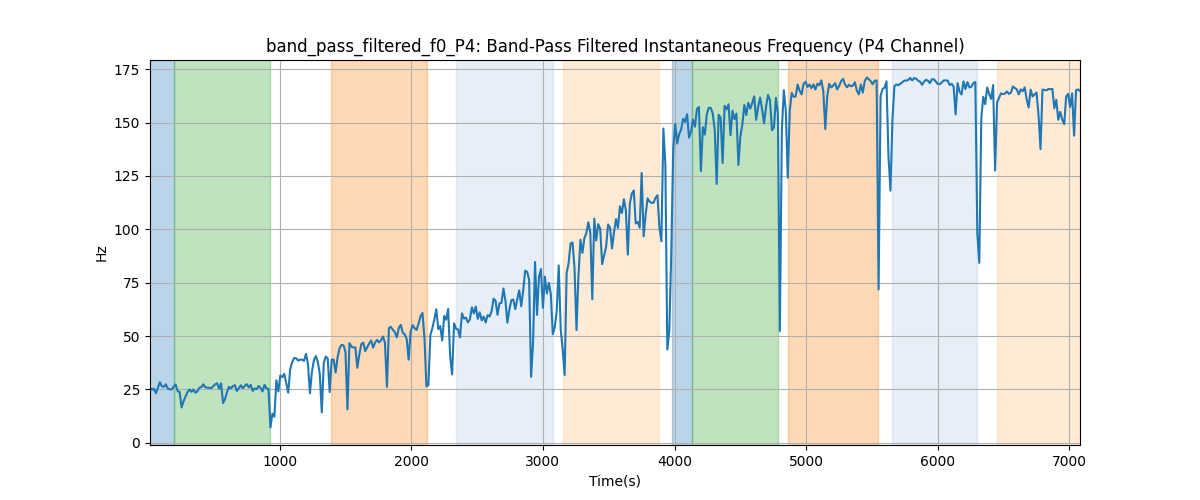 band_pass_filtered_f0_P4: Band-Pass Filtered Instantaneous Frequency (P4 Channel)
175
150
125
100
75
50
25
0
Hz
1000 2000 3000 4000 5000 6000 7000
Time(s)